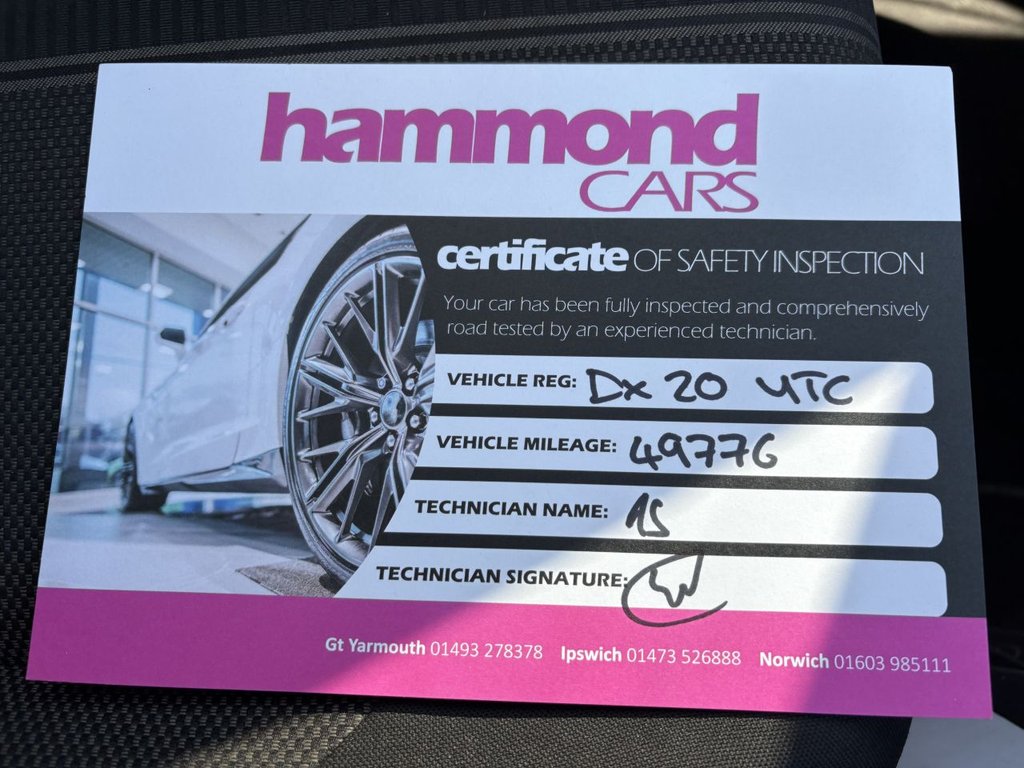 hammond
CARS
certificate OF SAFETY INSPECTION
Your car has been fully inspected and comprehensively
road tested by an experienced technician.
VEHICLE REG: Dx 20 YTC
VEHICLE MILEAGE: 49776
TECHNICIAN NAME: AS
TECHNICIAN SIGNATURE:
Gt Yarmouth 01493 278378 Ipswich 01473 526888 Norwich 01603 985111